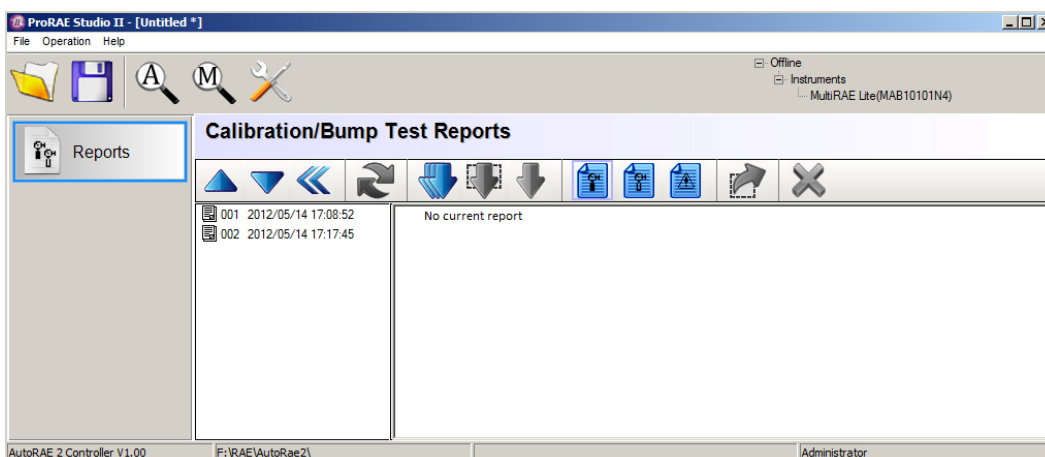 ProRAE Studio II - [Untitled *]
File Operation Help
A M
Offline
Instruments
MultiRAE Lite(MAB10101N4)
Reports
Calibration/Bump Test Reports
001 2012/05/14 17:08:52
002 2012/05/14 17:17:45
No current report
AutoRAE 2 Controller V1.00 F:\RAE\AutoRae2\ Administrator